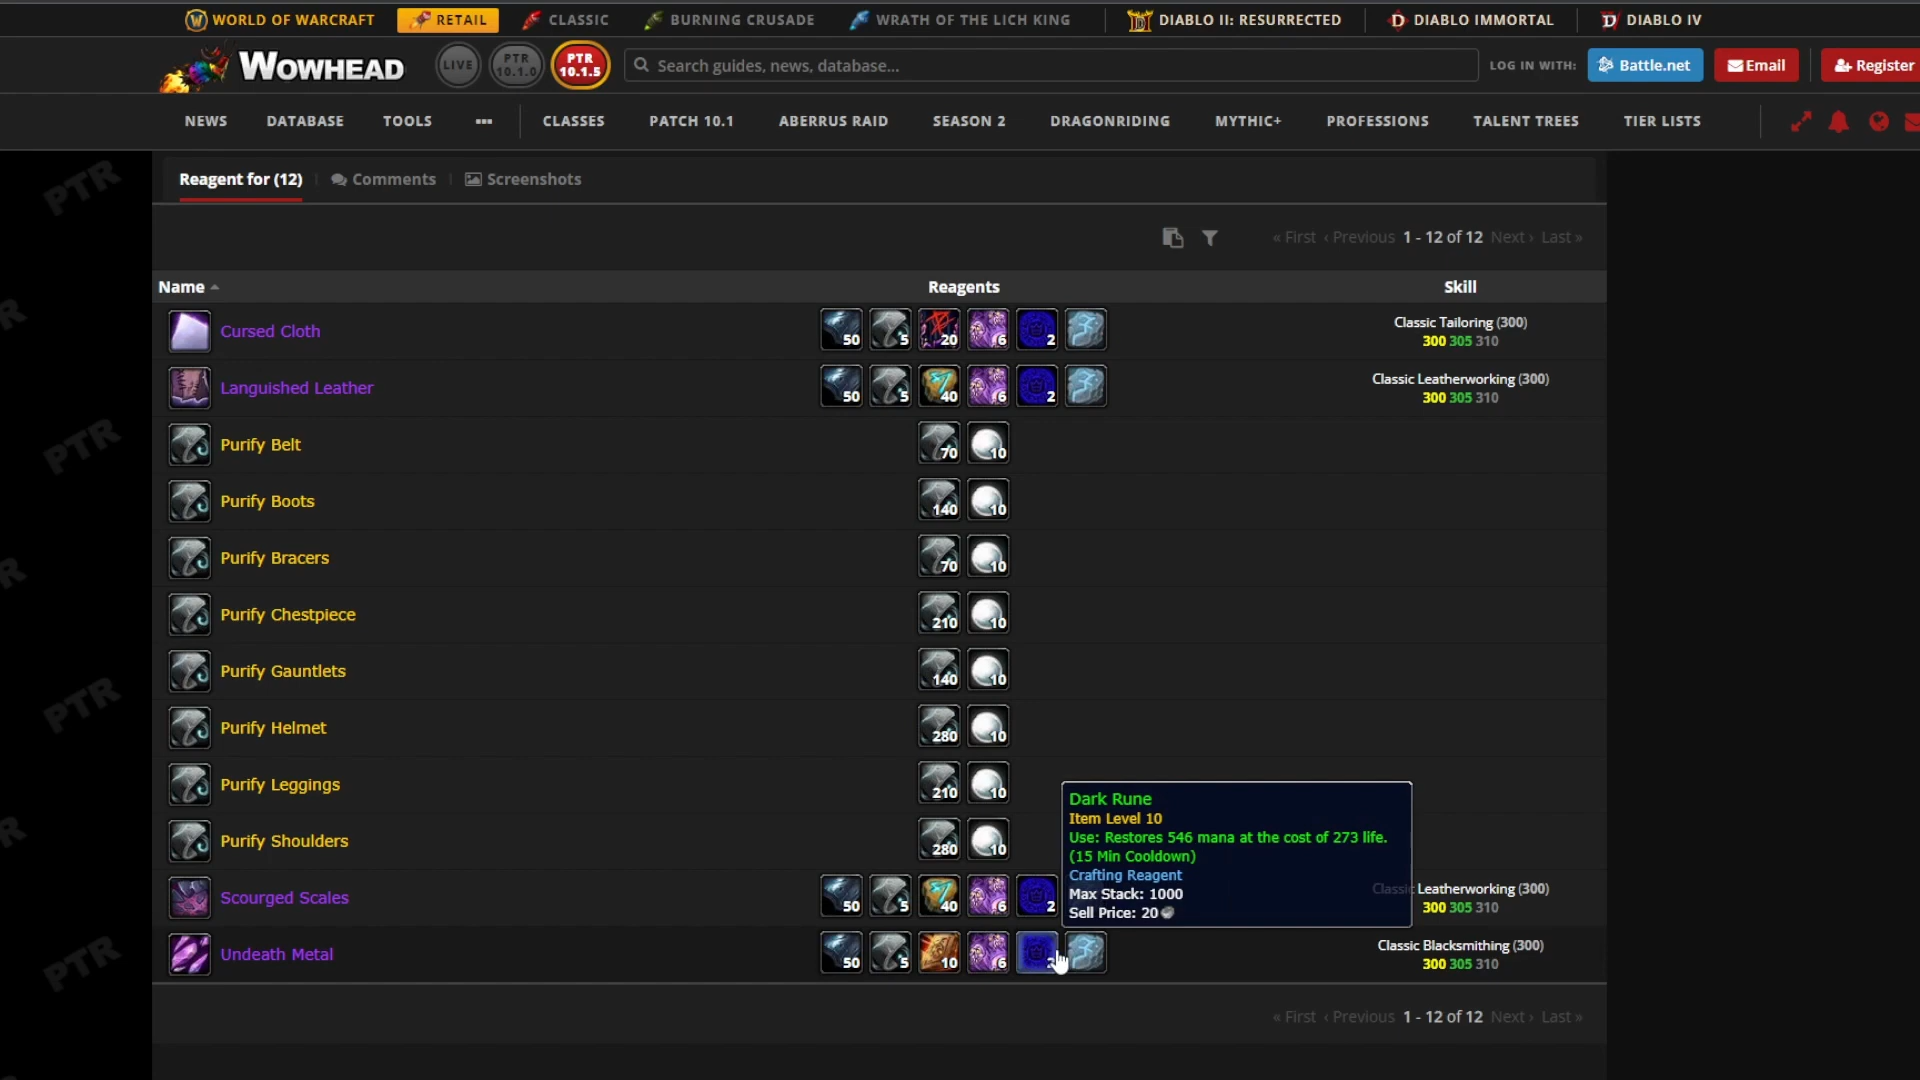 WORLD OF WARCRAFT RETAIL CLASSIC BURNING CRUSADE WRATH OF THE LICH KING DIABLO II: RESURRECTED DIABLO IMMORTAL DIABLO IV
WOWHEAD LIVE PTR 10.1.0 PTR 10.1.5 Search guides, news, database... LOG IN WITH: Battle.net Email Register
NEWS DATABASE TOOLS ••• CLASSES PATCH 10.1 ABERRUS RAID SEASON 2 DRAGONRIDING MYTHIC+ PROFESSIONS TALENT TREES TIER LISTS
PTR
Reagent for (12) Comments Screenshots
« First ‹ Previous 1 - 12 of 12 Next › Last »
Name Reagents Skill
Cursed Cloth 50 5 20 6 2 Classic Tailoring (300)
300 305 310
Languished Leather 50 5 40 6 2 Classic Leatherworking (300)
300 305 310
PTR
Purify Belt 70 10
Purify Boots 140 10
Purify Bracers 70 10
Purify Chestpiece 210 10
Purify Gauntlets 140 10
PTR
Purify Helmet 280 10
Purify Leggings 210 10
Purify Shoulders 280 10
Dark Rune
Item Level 10
Use: Restores 546 mana at the cost of 273 life.
(15 Min Cooldown)
Crafting Reagent
Max Stack: 1000
Sell Price: 20
Scourged Scales 50 5 40 6 2 Classic Leatherworking (300)
300 305 310
Undeath Metal 50 5 10 6 2 Classic Blacksmithing (300)
300 305 310
PTR
« First ‹ Previous 1 - 12 of 12 Next › Last »